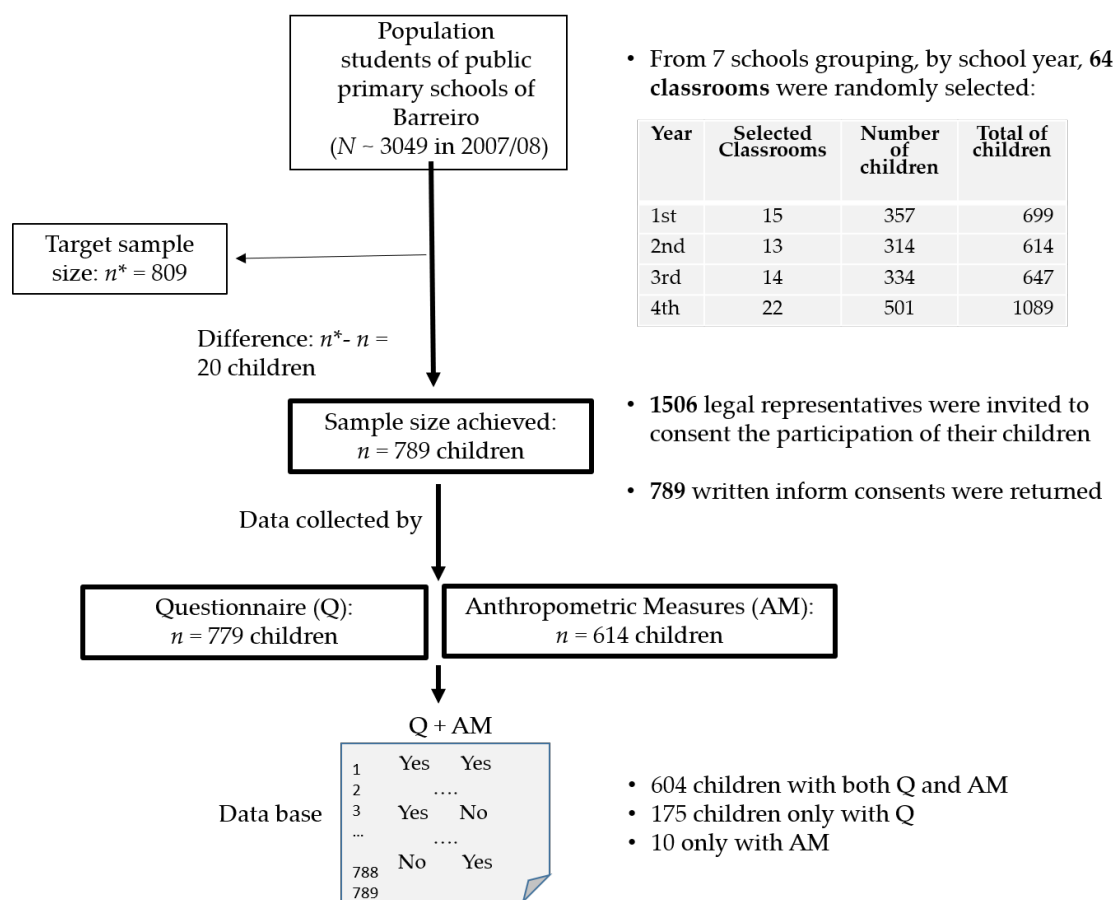 Population
students of public
primary schools of
Barreiro
(N ~ 3049 in 2007/08)
• From 7 schools grouping, by school year, 64
classrooms were randomly selected:
Year Selected Classrooms Number of children Total of children
1st 15 357 699
2nd 13 314 614
3rd 14 334 647
4th 22 501 1089
Target sample
size: n* = 809
Difference: n*- n =
20 children
Sample size achieved:
n = 789 children
• 1506 legal representatives were invited to
consent the participation of their children
• 789 written inform consents were returned
Data collected by
Questionnaire (Q):
n = 779 children
Anthropometric Measures (AM):
n = 614 children
Q + AM
Data base
1 Yes Yes
2 ....
3 Yes No
... ....
No Yes
788
789
• 604 children with both Q and AM
• 175 children only with Q
• 10 only with AM